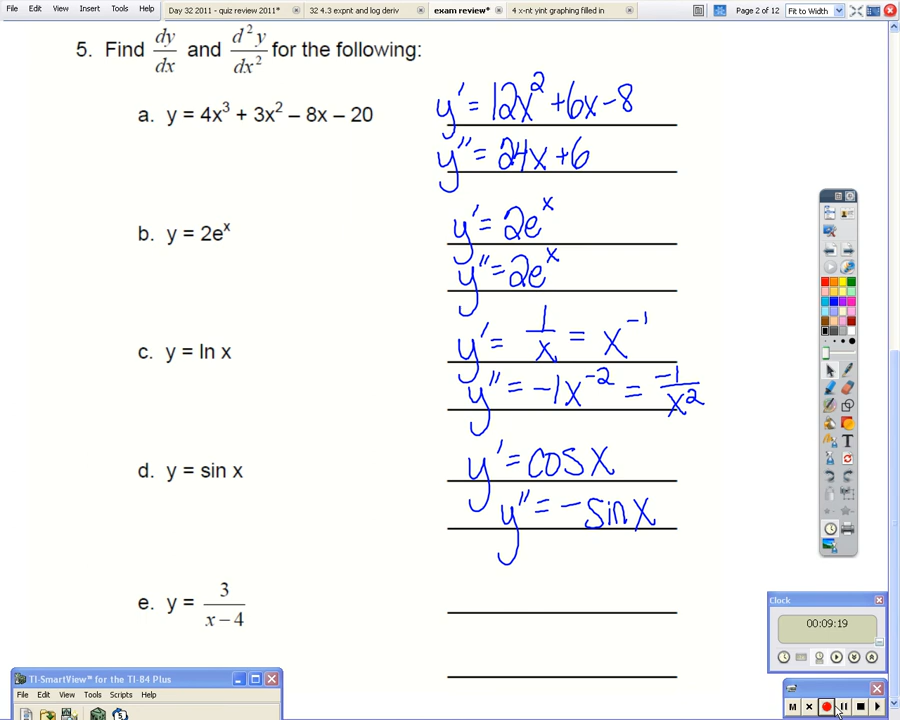 File Edit View Insert Tools Help
Day 32 2011 - quiz review 2011* × 32 4.3 expnt and log deriv × exam review* × 4 x-nt yint graphing filled in ×
Page 2 of 12 Fit to Width
5. Find dy/dx and d²y/dx² for the following:
a. y = 4x³ + 3x² – 8x – 20
y' = 12x² + 6x - 8
y'' = 24x + 6
b. y = 2eˣ
y' = 2eˣ
y'' = 2eˣ
c. y = ln x
y' = 1/x = x⁻¹
y'' = -1x⁻² = -1/x²
d. y = sin x
y' = cos x
y'' = -sin x
e. y = 3/(x – 4)
Clock
00:09:19
TI-SmartView™ for the TI-84 Plus
File Edit View Tools Scripts Help